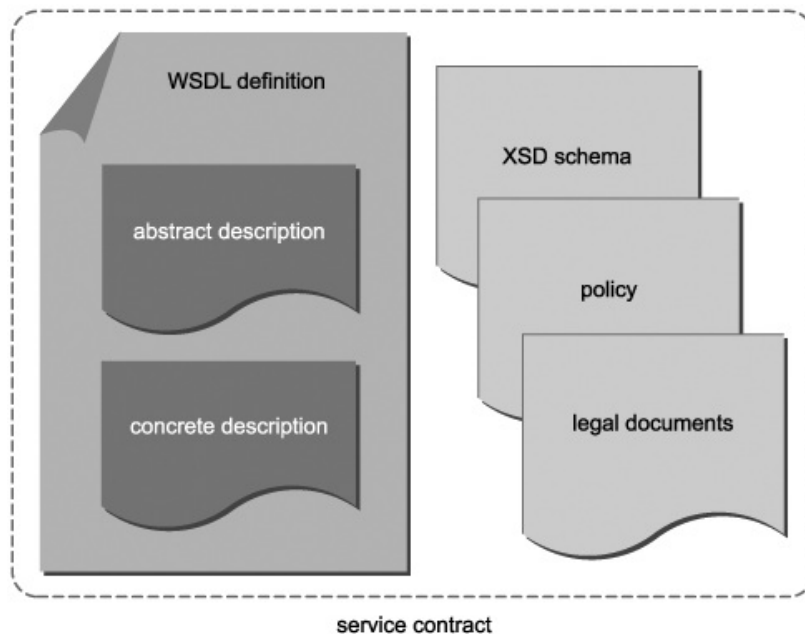 WSDL definition
abstract description
concrete description
XSD schema
policy
legal documents
service contract